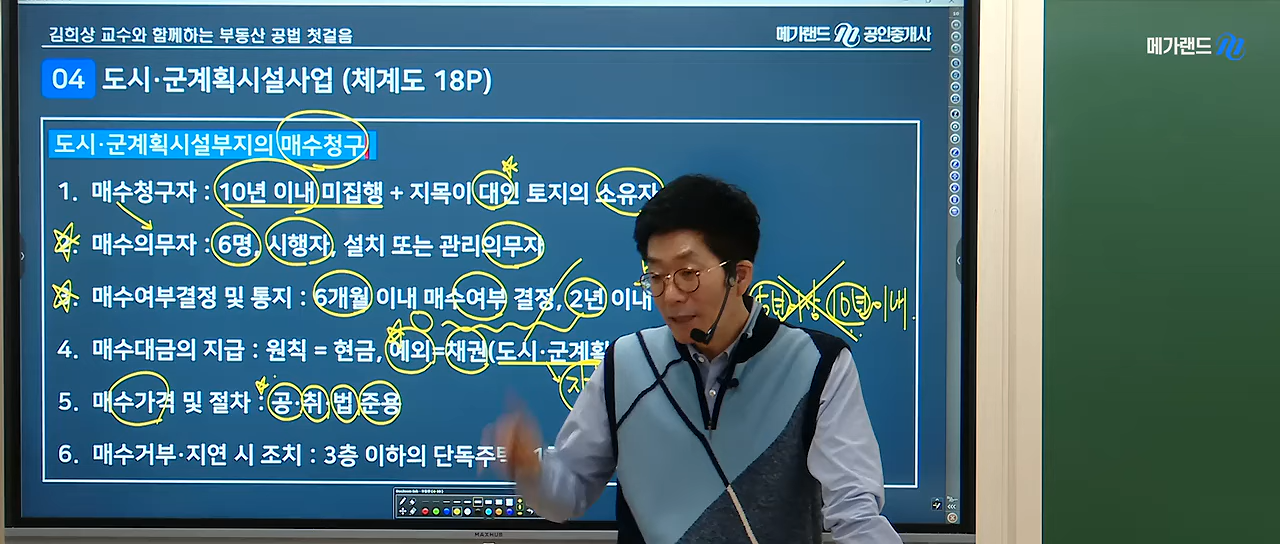 김희상 교수와 함께하는 부동산 공법 첫걸음
메가랜드 공인중개사
메가랜드
04 도시·군계획시설사업 (체계도 18P)
도시·군계획시설부지의 매수청구
1. 매수청구자 : 10년 이내 미집행 + 지목이 대인 토지의 소유자
2. 매수의무자 : 6명, 시행자, 설치 또는 관리의무자
3. 매수여부결정 및 통지 : 6개월 이내 매수여부 결정, 2년 이내
10년 이내.
4. 매수대금의 지급 : 원칙 = 현금, 예외=채권(도시·군계획
5. 매수가격 및 절차 : 공·취 법 준용
6. 매수거부·지연 시 조치 : 3층 이하의 단독주택
MAXHUB